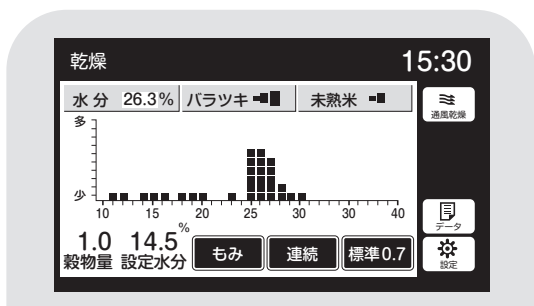 乾燥 15:30
水分 26.3% バラツキ 未熟米
通風乾燥
多
少
10 15 20 25 30 30 40
データ
1.0 14.5% もみ 連続 標準0.7
穀物量 設定水分
設定